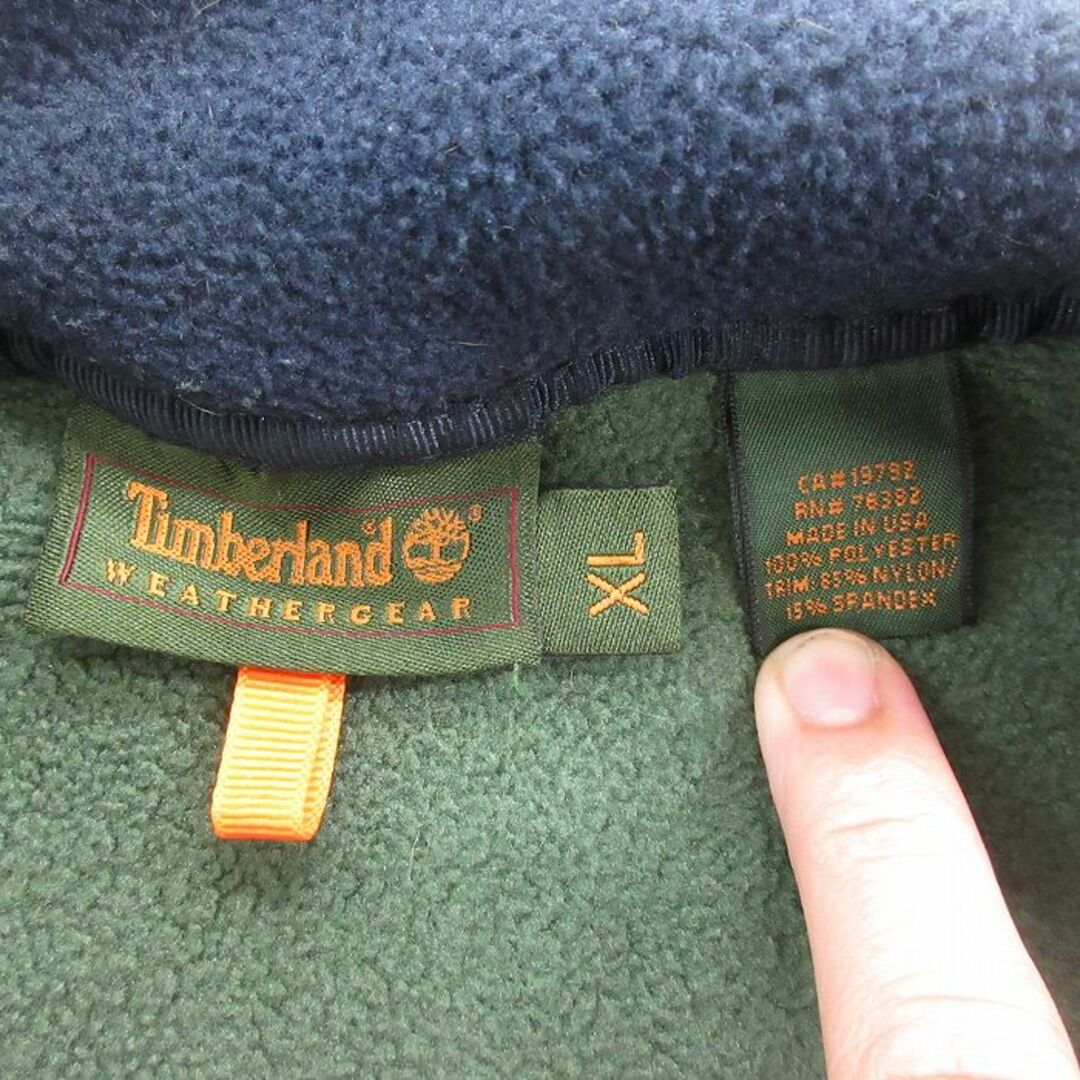 Timberland®
WEATHERGEAR
XL
CA# 19792
RN# 76392
MADE IN USA
100% POLYESTER
TRIM: 85% NYLON/
15% SPANDEX